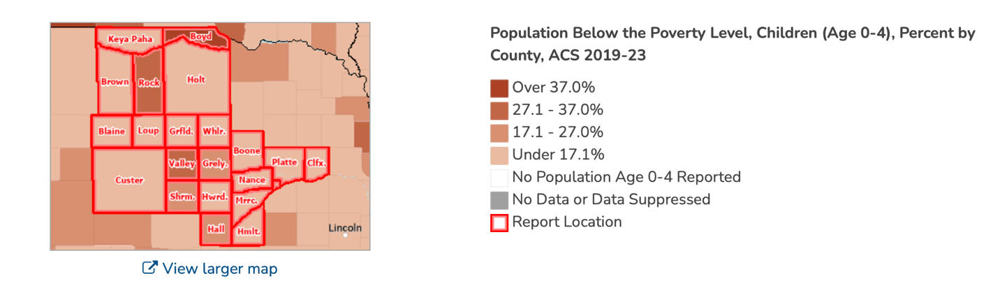 Keya Paha
Boyd
Brown
Rock
Holt
Blaine
Loup
Grfld.
Whlr.
Boone
Custer
Valley
Grely.
Platte
Clfx.
Nance
Shrm.
Hwrd.
Mrrc.
Hall
Hmlt.
Lincoln
View larger map
Population Below the Poverty Level, Children (Age 0-4), Percent by
County, ACS 2019-23
Over 37.0%
27.1 - 37.0%
17.1 - 27.0%
Under 17.1%
No Population Age 0-4 Reported
No Data or Data Suppressed
Report Location